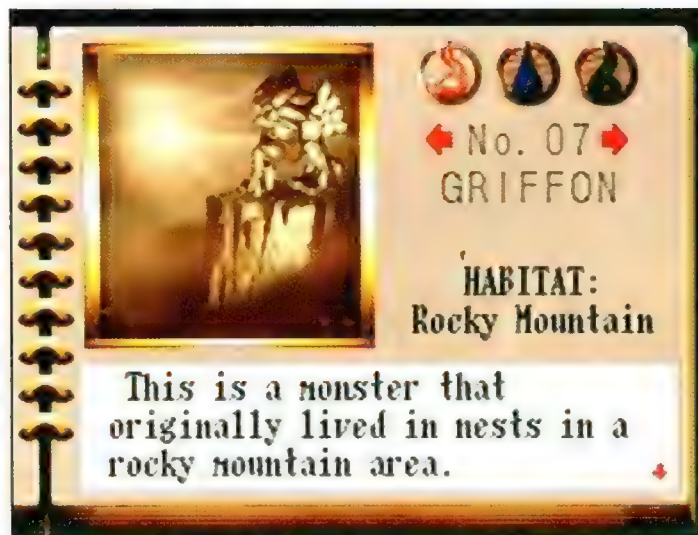 No. 07
GRIFFON
HABITAT:
Rocky Mountain
This is a monster that
originally lived in nests in a
rocky mountain area.